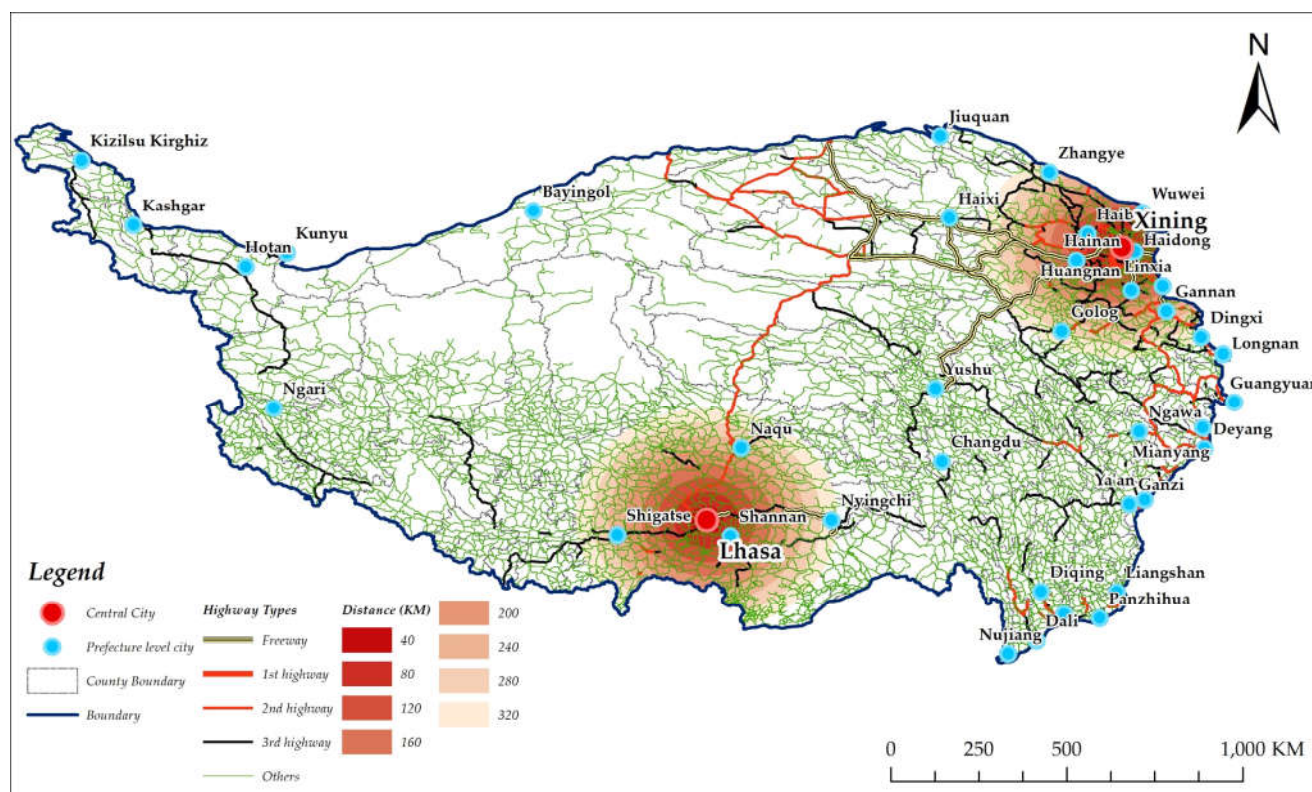 N
Jiuquan
Kizilsu Kirghiz
Zhangye
Bayingol
Haixi
Wuwei
Kashgar
Haib
Xining
Kunyu
Hainan
Haidong
Hotan
Huangnan
Linxia
Gannan
Golog
Dingxi
Longnan
Yushu
Guangyuan
Ngari
Ngawa
Naqu
Deyang
Changdu
Mianyang
Ya'an
Ganzi
Nyingchi
Shigatse
Shannan
Lhasa
Diqing
Liangshan
Panzhihua
Dali
Nujiang
Legend
Central City
Prefecture level city
County Boundary
Boundary
Highway Types
Freeway
1st highway
2nd highway
3rd highway
Others
Distance (KM)
40
80
120
160
200
240
280
320
0 250 500 1,000 KM